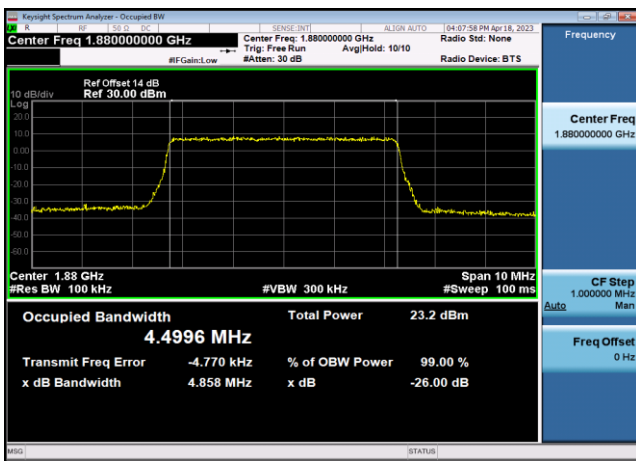 Keysight Spectrum Analyzer - Occupied BW
R RF 50 Ω DC SENSE:INT ALIGN AUTO 04:07:58 PM Apr 18, 2023
Center Freq 1.880000000 GHz
Center Freq: 1.880000000 GHz Radio Std: None
Trig: Free Run Avg|Hold: 10/10
#IFGain:Low #Atten: 30 dB Radio Device: BTS
Ref Offset 14 dB
10 dB/div Ref 30.00 dBm
Log
20.0
10.0
0.00
-10.0
-20.0
-30.0
-40.0
-50.0
-60.0
Center 1.88 GHz Span 10 MHz
#Res BW 100 kHz #VBW 300 kHz #Sweep 100 ms
Occupied Bandwidth Total Power 23.2 dBm
4.4996 MHz
Transmit Freq Error -4.770 kHz % of OBW Power 99.00 %
x dB Bandwidth 4.858 MHz x dB -26.00 dB
MSG STATUS
Frequency
Center Freq
1.880000000 GHz
CF Step
1.000000 MHz
Auto Man
Freq Offset
0 Hz